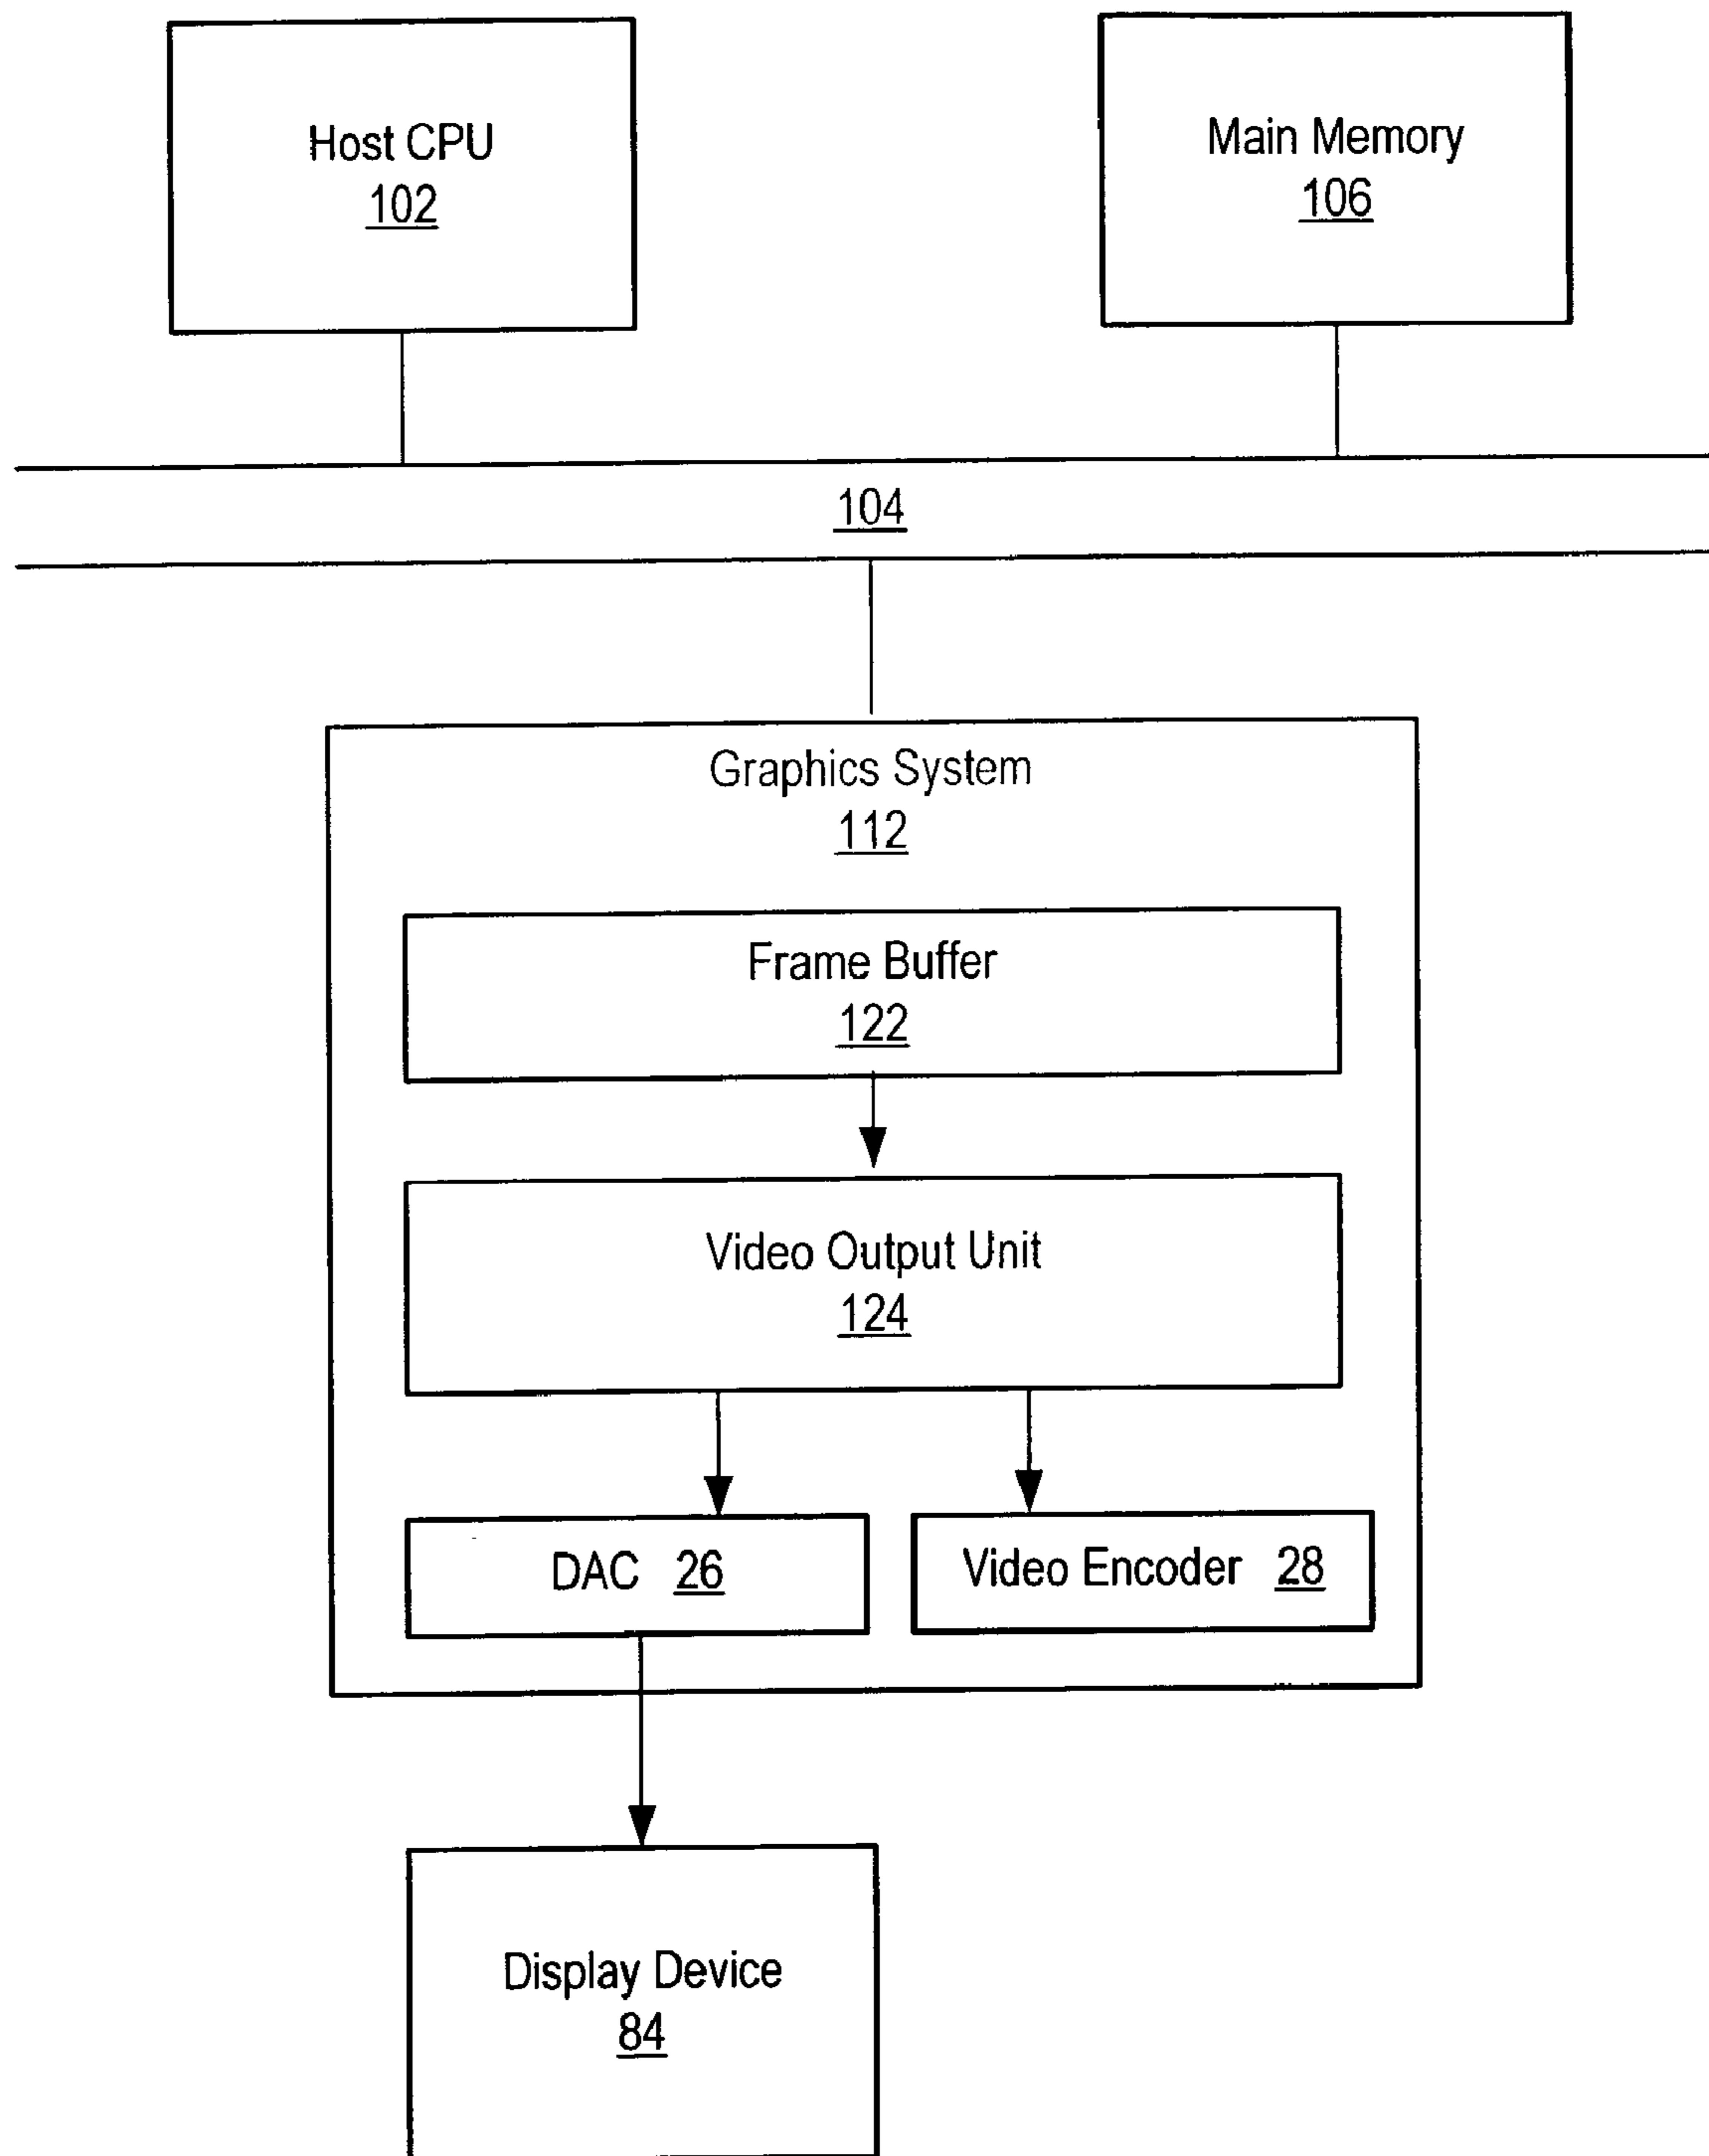 Host CPU
102
Main Memory
106
104
Graphics System
112
Frame Buffer
122
Video Output Unit
124
DAC 26
Video Encoder 28
Display Device
84